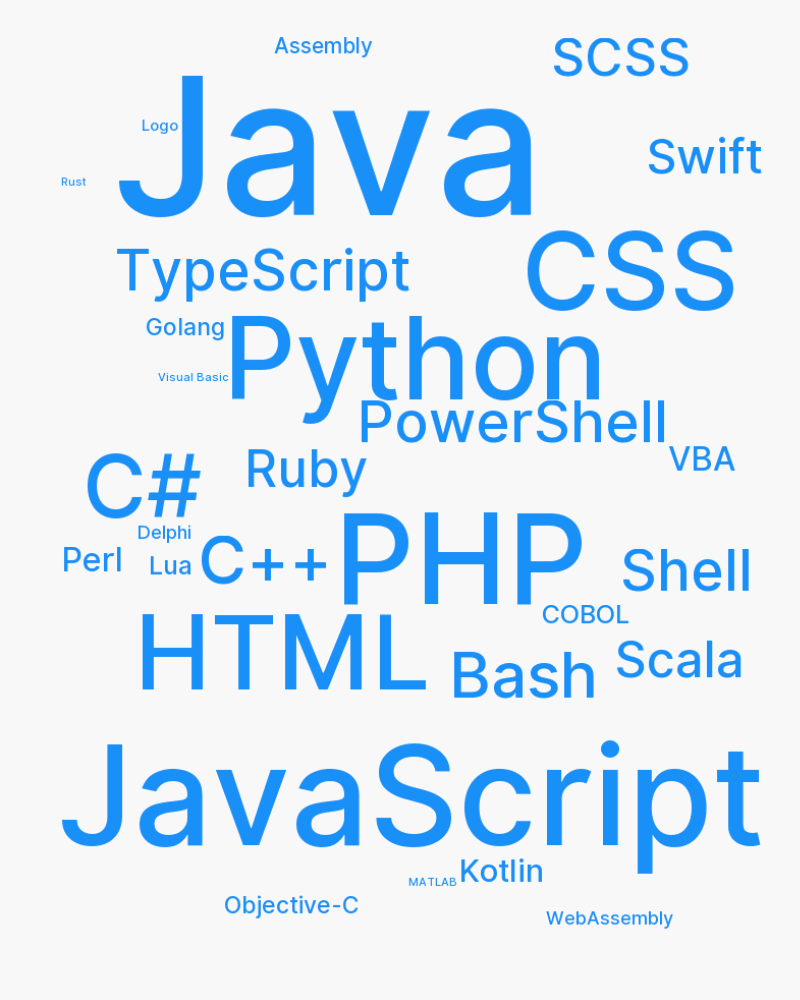 Assembly
SCSS
Java
Logo
Swift
Rust
CSS
TypeScript
Golang
Python
Visual Basic
PowerShell
VBA
Ruby
C#
Delphi
Perl
Lua
C++
PHP
Shell
COBOL
HTML
Bash
Scala
JavaScript
Kotlin
MATLAB
Objective-C
WebAssembly